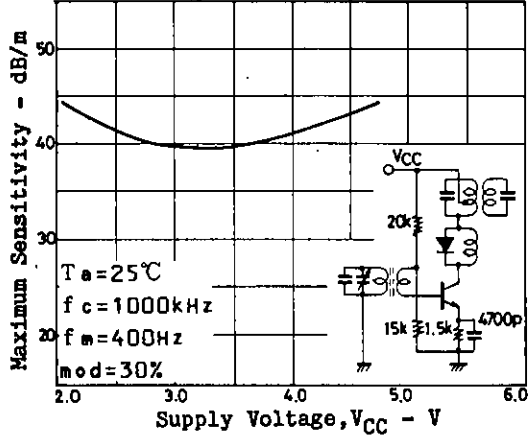 Maximum Sensitivity - dB/m
50
40
30
20
Ta=25℃
fc=1000kHz
fm=400Hz
mod=30%
VCC
20k
15k
1.5k
4700p
2.0 3.0 4.0 5.0 6.0
Supply Voltage,VCC - V